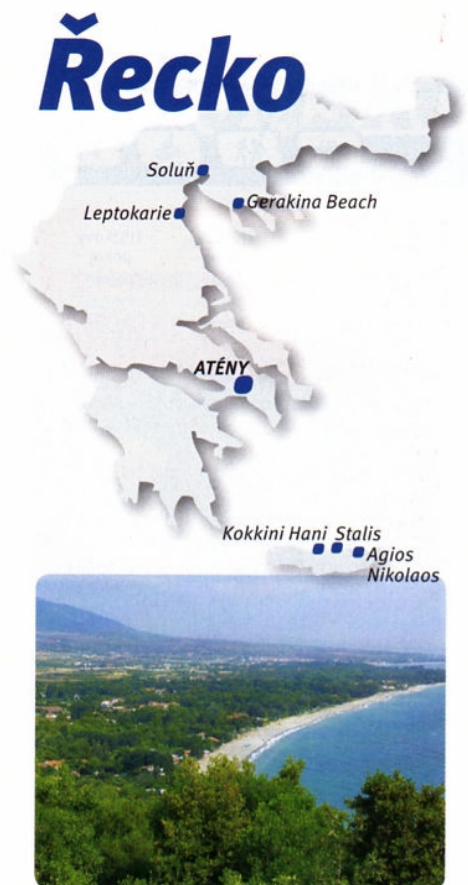 Řecko
Soluň
Leptokarie
Gerakina Beach
ATÉNY
Kokkini Hani Stalis
Agios
Nikolaos